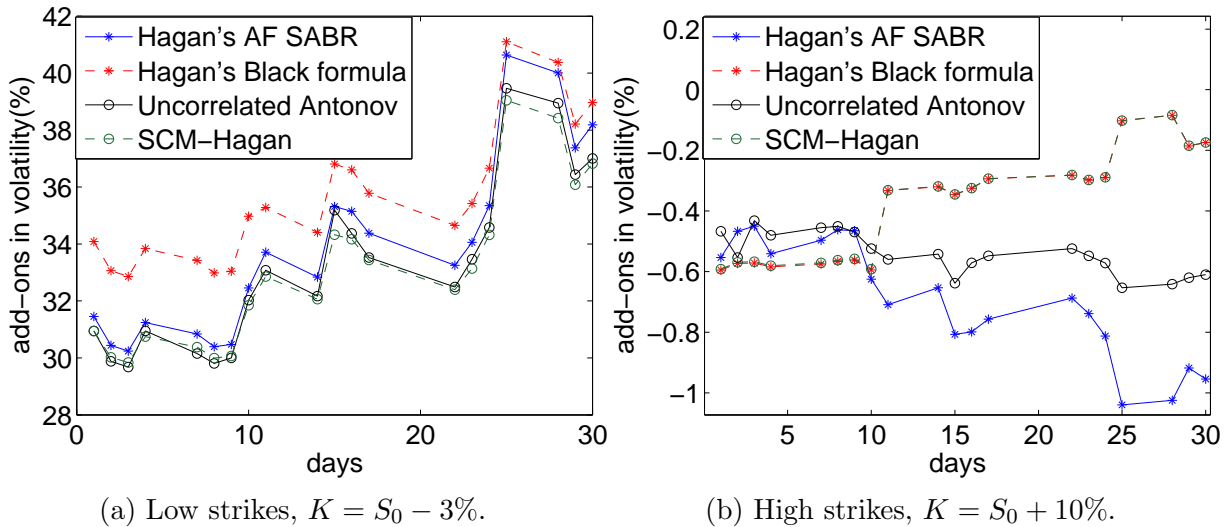 42
40
38
36
34
32
30
28
add−ons in volatility(%)
Hagan's AF SABR
Hagan's Black formula
Uncorrelated Antonov
SCM−Hagan
0
10
20
30
days
(a) Low strikes, K = S0 − 3%.
0.2
0
−0.2
−0.4
−0.6
−0.8
−1
add−ons in volatility(%)
Hagan's AF SABR
Hagan's Black formula
Uncorrelated Antonov
SCM−Hagan
5
10
15
20
25
30
days
(b) High strikes, K = S0 + 10%.